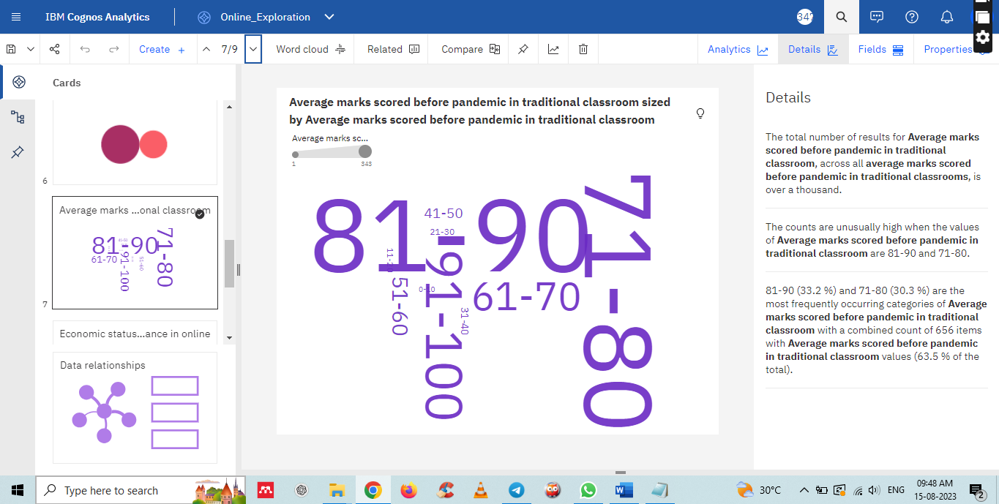 IBM Cognos Analytics
Online_Exploration
347
Create +
7/9
Word cloud
Related
Compare
Analytics
Details
Fields
Properties
Cards
6
Average marks ...onal classroom
81-90
71-80
61-70
91-100
51-60
7
Economic status...ance in online
Data relationships
Average marks scored before pandemic in traditional classroom sized
by Average marks scored before pandemic in traditional classroom
Average marks sc...
1
343
81-90
71-80
41-50
21-30
11-20
91-100
0-10
51-60
61-70
31-40
Details
The total number of results for Average marks
scored before pandemic in traditional
classroom, across all average marks scored
before pandemic in traditional classrooms, is
over a thousand.
The counts are unusually high when the values
of Average marks scored before pandemic in
traditional classroom are 81-90 and 71-80.
81-90 (33.2 %) and 71-80 (30.3 %) are the
most frequently occurring categories of Average
marks scored before pandemic in traditional
classroom with a combined count of 656 items
with Average marks scored before pandemic
in traditional classroom values (63.5 % of the
total).
Type here to search
30°C
ENG
09:48 AM
15-08-2023
2